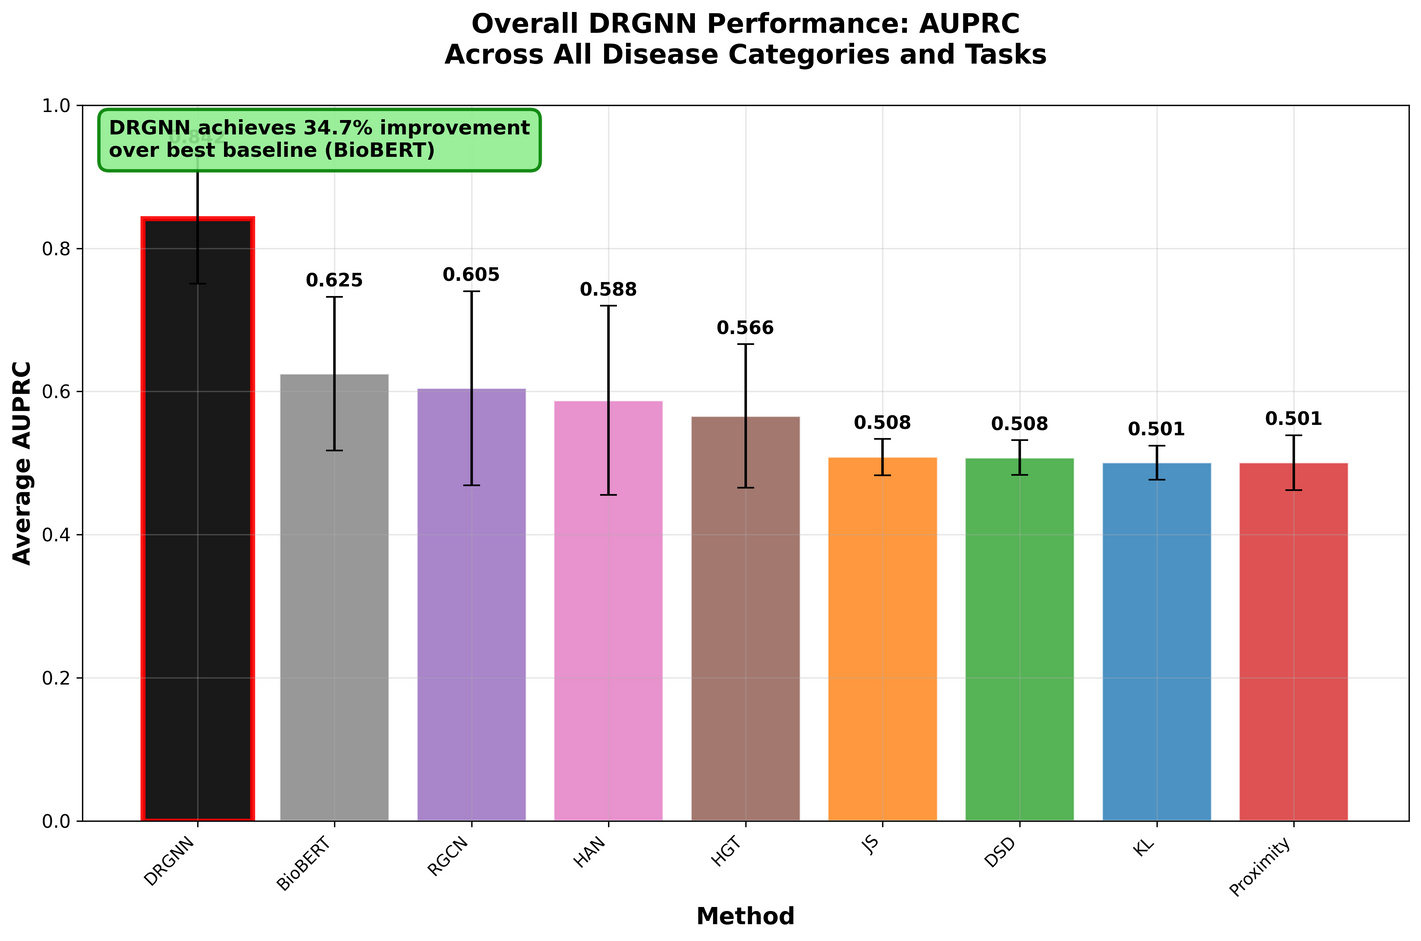 Overall DRGNN Performance: AUPRC
Across All Disease Categories and Tasks
1.0
0.8
0.6
0.4
0.2
0.0
Average AUPRC
DRGNN achieves 34.7% improvement
over best baseline (BioBERT)
0.842
0.625
0.605
0.588
0.566
0.508
0.508
0.501
0.501
DRGNN
BioBERT
RGCN
HAN
HGT
JS
DSD
KL
Proximity
Method